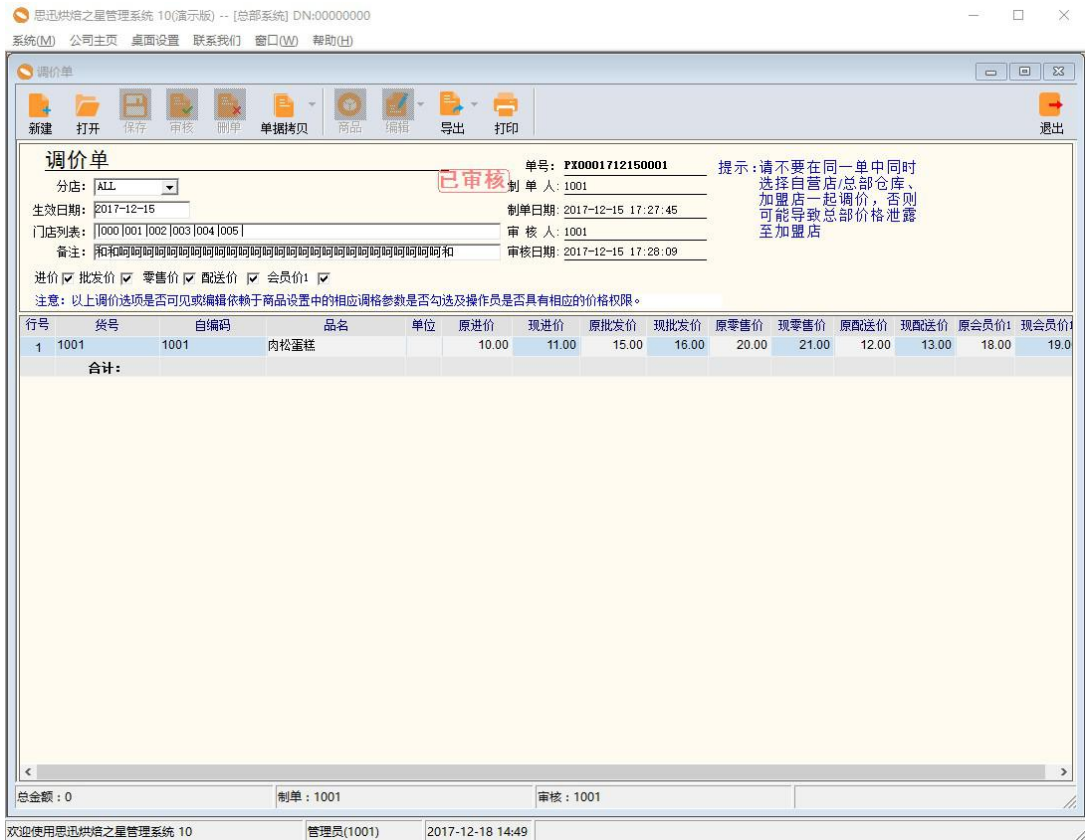 思迅烘焙之星管理系统 10(演示版) -- [总部系统] DN:00000000
系统(M) 公司主页 桌面设置 联系我们 窗口(W) 帮助(H)
调价单
新建 打开 保存 审核 删单 单据拷贝 商品 编辑 导出 打印 退出
调价单
已审核
单号: PX0001712150001
提示:请不要在同一单中同时
选择自营店/总部仓库、
加盟店一起调价,否则
可能导致总部价格泄露
至加盟店
分店: ALL
制 单 人: 1001
生效日期: 2017-12-15
制单日期: 2017-12-15 17:27:45
门店列表: |000|001|002|003|004|005|
审 核 人: 1001
备注:
审核日期: 2017-12-15 17:28:09
进价 批发价 零售价 配送价 会员价1
注意:以上调价选项是否可见或编辑依赖于商品设置中的相应调格参数是否勾选及操作员是否具有相应的价格权限。
行号 货号 自编码 品名 单位 原进价 现进价 原批发价 现批发价 原零售价 现零售价 原配送价 现配送价 原会员价1 现会员价1
1 1001 1001 肉松蛋糕 10.00 11.00 15.00 16.00 20.00 21.00 12.00 13.00 18.00 19.0
合计:
总金额:0 制单:1001 审核:1001
欢迎使用思迅烘焙之星管理系统 10 管理员(1001) 2017-12-18 14:49